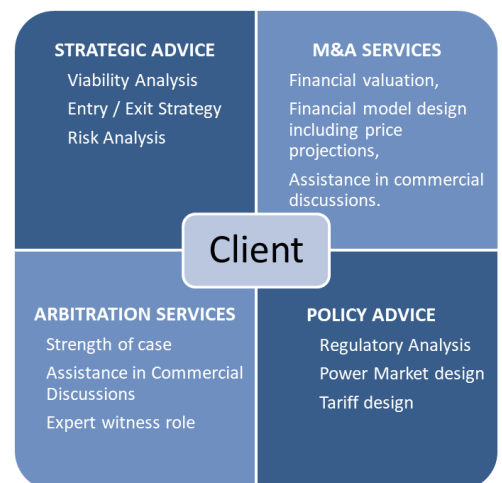 STRATEGIC ADVICE
Viability Analysis
Entry / Exit Strategy
Risk Analysis
M&A SERVICES
Financial valuation,
Financial model design
including price
projections,
Assistance in commercial
discussions.
Client
ARBITRATION SERVICES
Strength of case
Assistance in Commercial
Discussions
Expert witness role
POLICY ADVICE
Regulatory Analysis
Power Market design
Tariff design